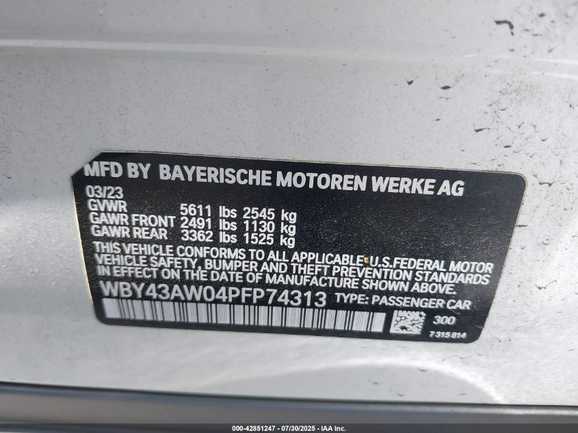 MFD BY BAYERISCHE MOTOREN WERKE AG
03/23
GVWR 5611 lbs 2545 kg
GAWR FRONT 2491 lbs 1130 kg
GAWR REAR 3362 lbs 1525 kg
THIS VEHICLE CONFORMS TO ALL APPLICABLE U.S.FEDERAL MOTOR
VEHICLE SAFETY, BUMPER AND THEFT PREVENTION STANDARDS
IN EFFECT ON THE DATE OF MANUFACTURE SHOWN ABOVE.
WBY43AW04PFP74313 TYPE: PASSENGER CAR
300
7 315 814
000-42851247 - 07/30/2025 - IAA Inc.